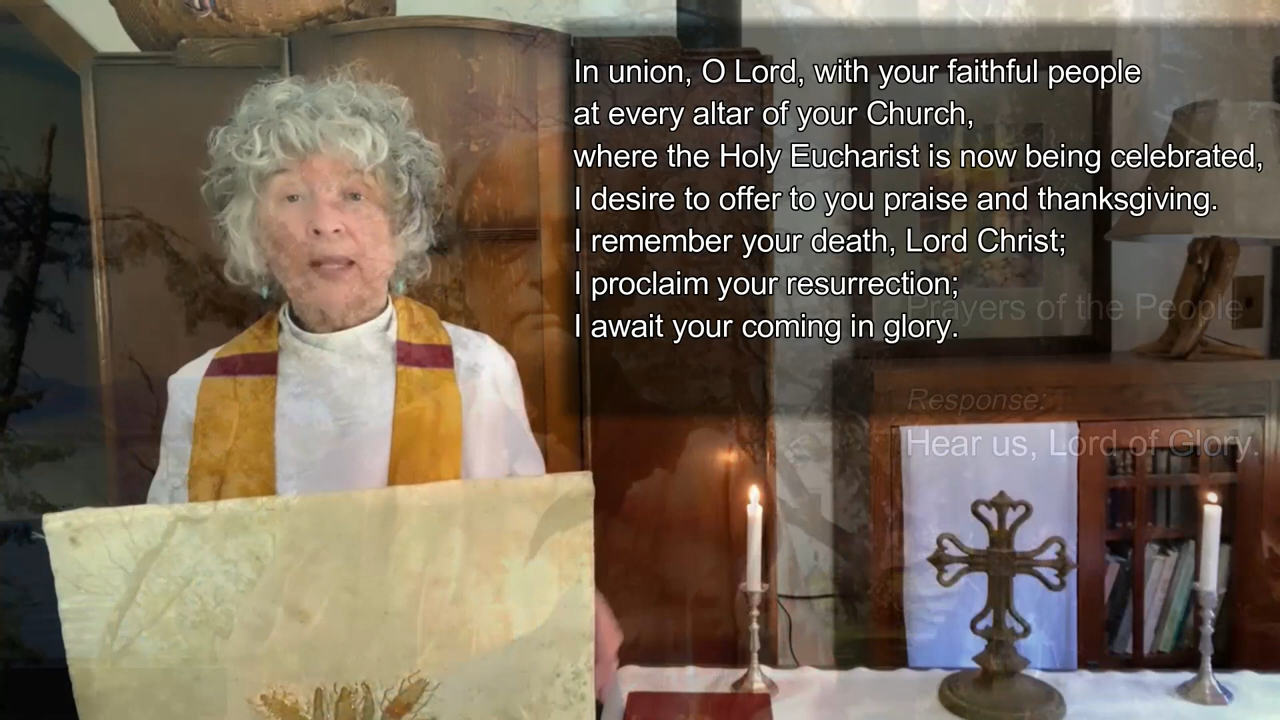 In union, O Lord, with your faithful people
at every altar of your Church,
where the Holy Eucharist is now being celebrated,
I desire to offer to you praise and thanksgiving.
I remember your death, Lord Christ;
I proclaim your resurrection;
I await your coming in glory.
Prayers of the People
Response:
Hear us, Lord of Glory.